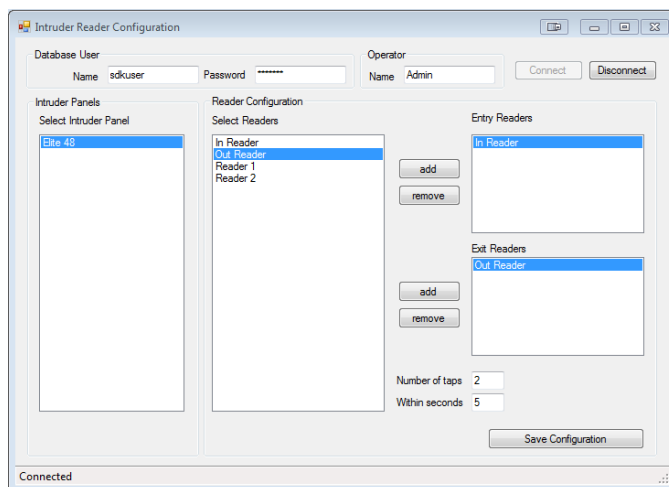 Intruder Reader Configuration
Database User
Name sdkuser Password *******
Operator
Name Admin
Connect Disconnect
Intruder Panels
Select Intruder Panel
Elite 48
Reader Configuration
Select Readers
In Reader
Out Reader
Reader 1
Reader 2
add
remove
Entry Readers
In Reader
add
remove
Exit Readers
Out Reader
Number of taps 2
Within seconds 5
Save Configuration
Connected